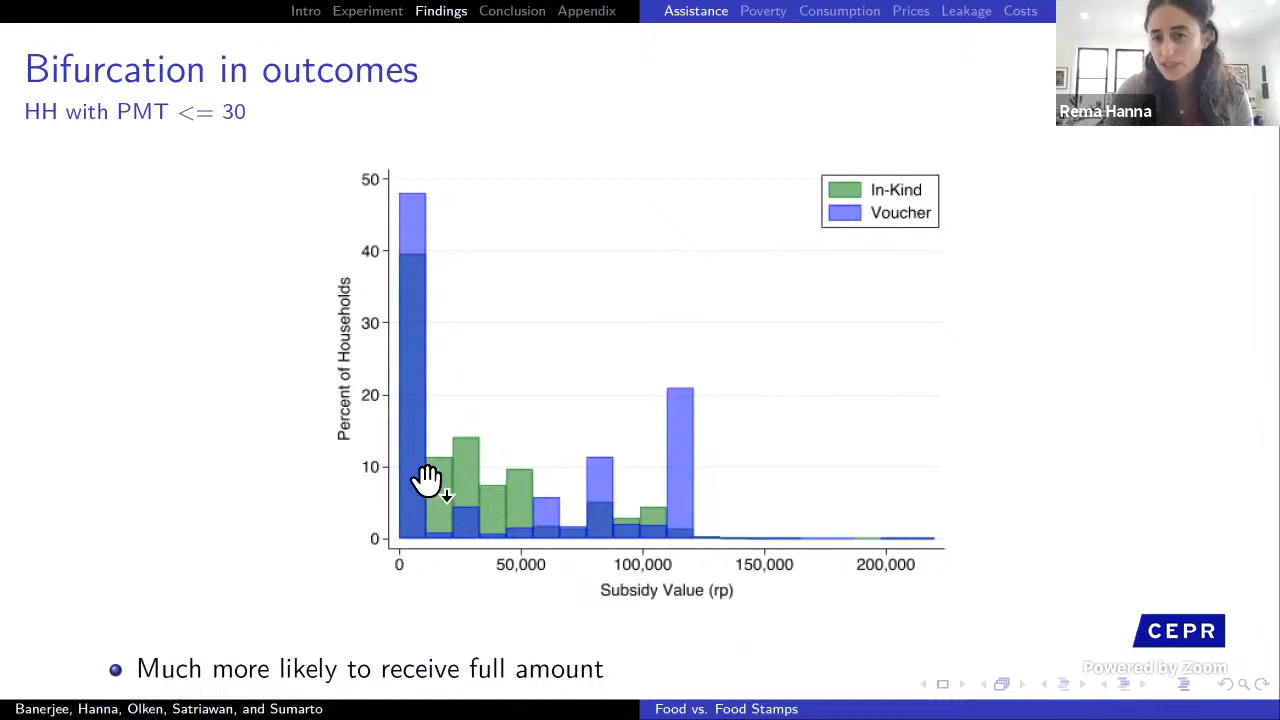 Intro Experiment Findings Conclusion Appendix Assistance Poverty Consumption Prices Leakage Costs
Bifurcation in outcomes
HH with PMT <= 30
Rema Hanna
In-Kind
Voucher
Percent of Households
50
40
30
20
10
0
0 50,000 100,000 150,000 200,000
Subsidy Value (rp)
CEPR
Much more likely to receive full amount
Powered by Zoom
Banerjee, Hanna, Olken, Satriawan, and Sumarto Food vs. Food Stamps